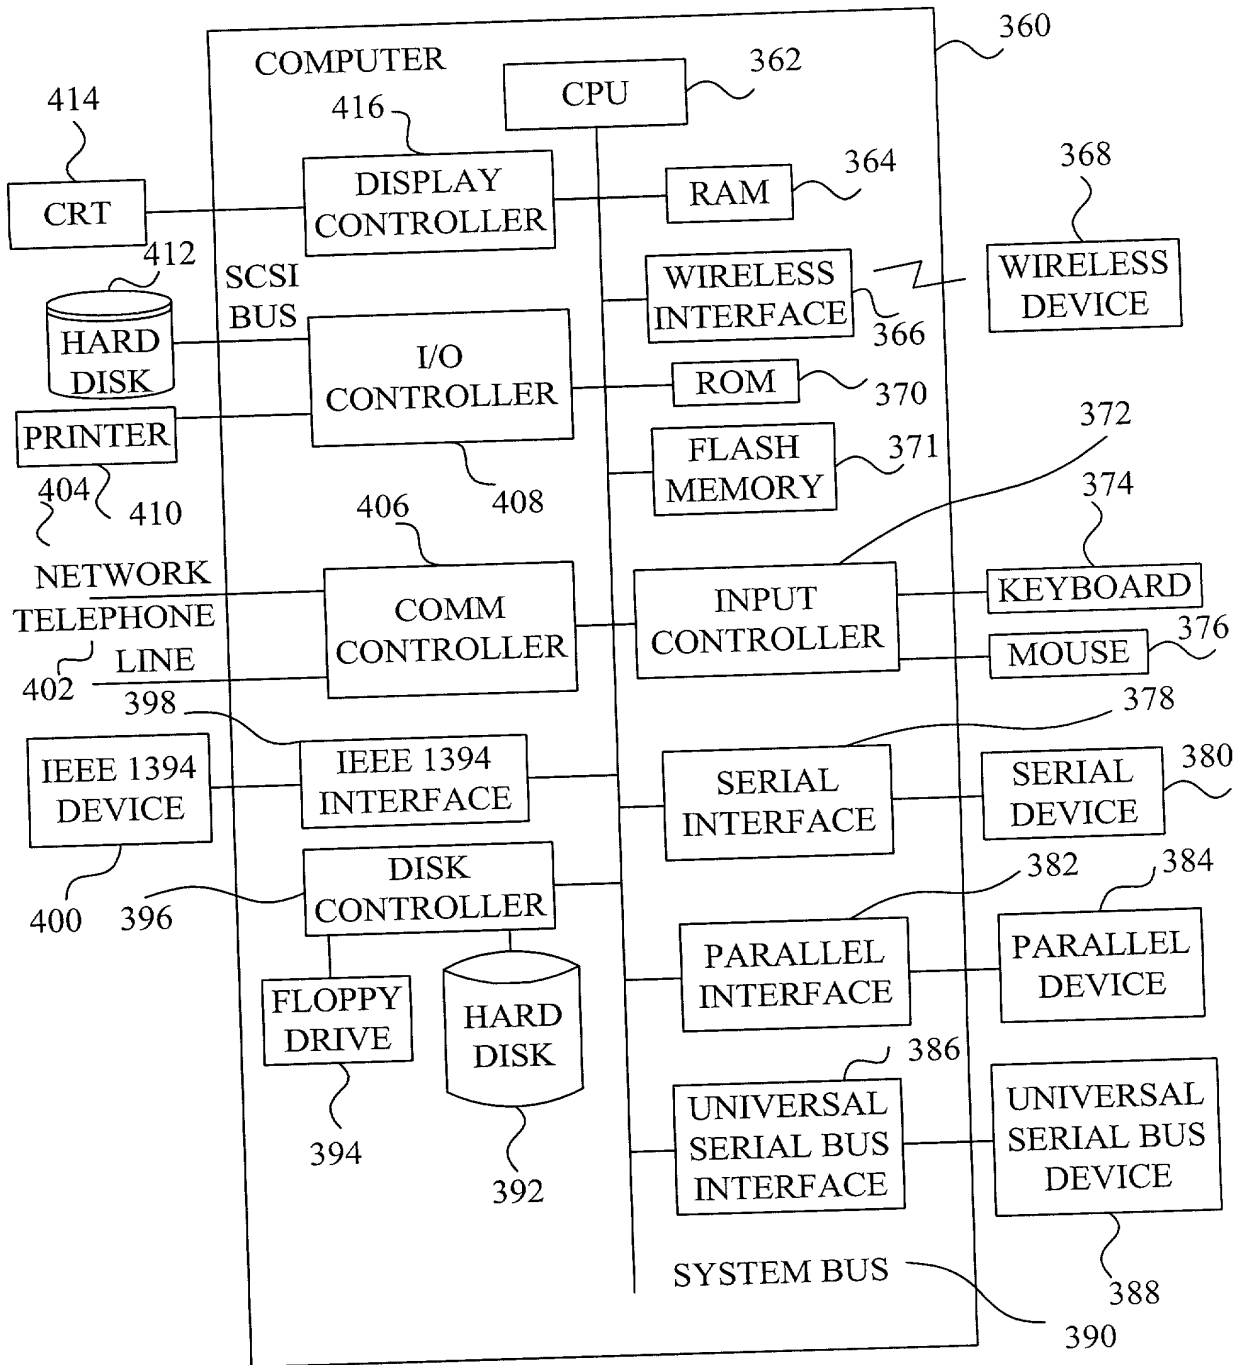 360
COMPUTER
362
CPU
414
416
CRT
DISPLAY
CONTROLLER
RAM
364
368
412
SCSI
BUS
WIRELESS
INTERFACE
366
WIRELESS
DEVICE
HARD
DISK
I/O
CONTROLLER
ROM
370
372
PRINTER
FLASH
MEMORY
371
404
410
406
408
374
NETWORK
TELEPHONE
LINE
402
COMM
CONTROLLER
INPUT
CONTROLLER
KEYBOARD
MOUSE
376
398
378
IEEE 1394
DEVICE
IEEE 1394
INTERFACE
SERIAL
INTERFACE
SERIAL
DEVICE
380
400
396
DISK
CONTROLLER
382
384
PARALLEL
INTERFACE
PARALLEL
DEVICE
FLOPPY
DRIVE
HARD
DISK
386
394
392
UNIVERSAL
SERIAL BUS
INTERFACE
UNIVERSAL
SERIAL BUS
DEVICE
SYSTEM BUS
388
390